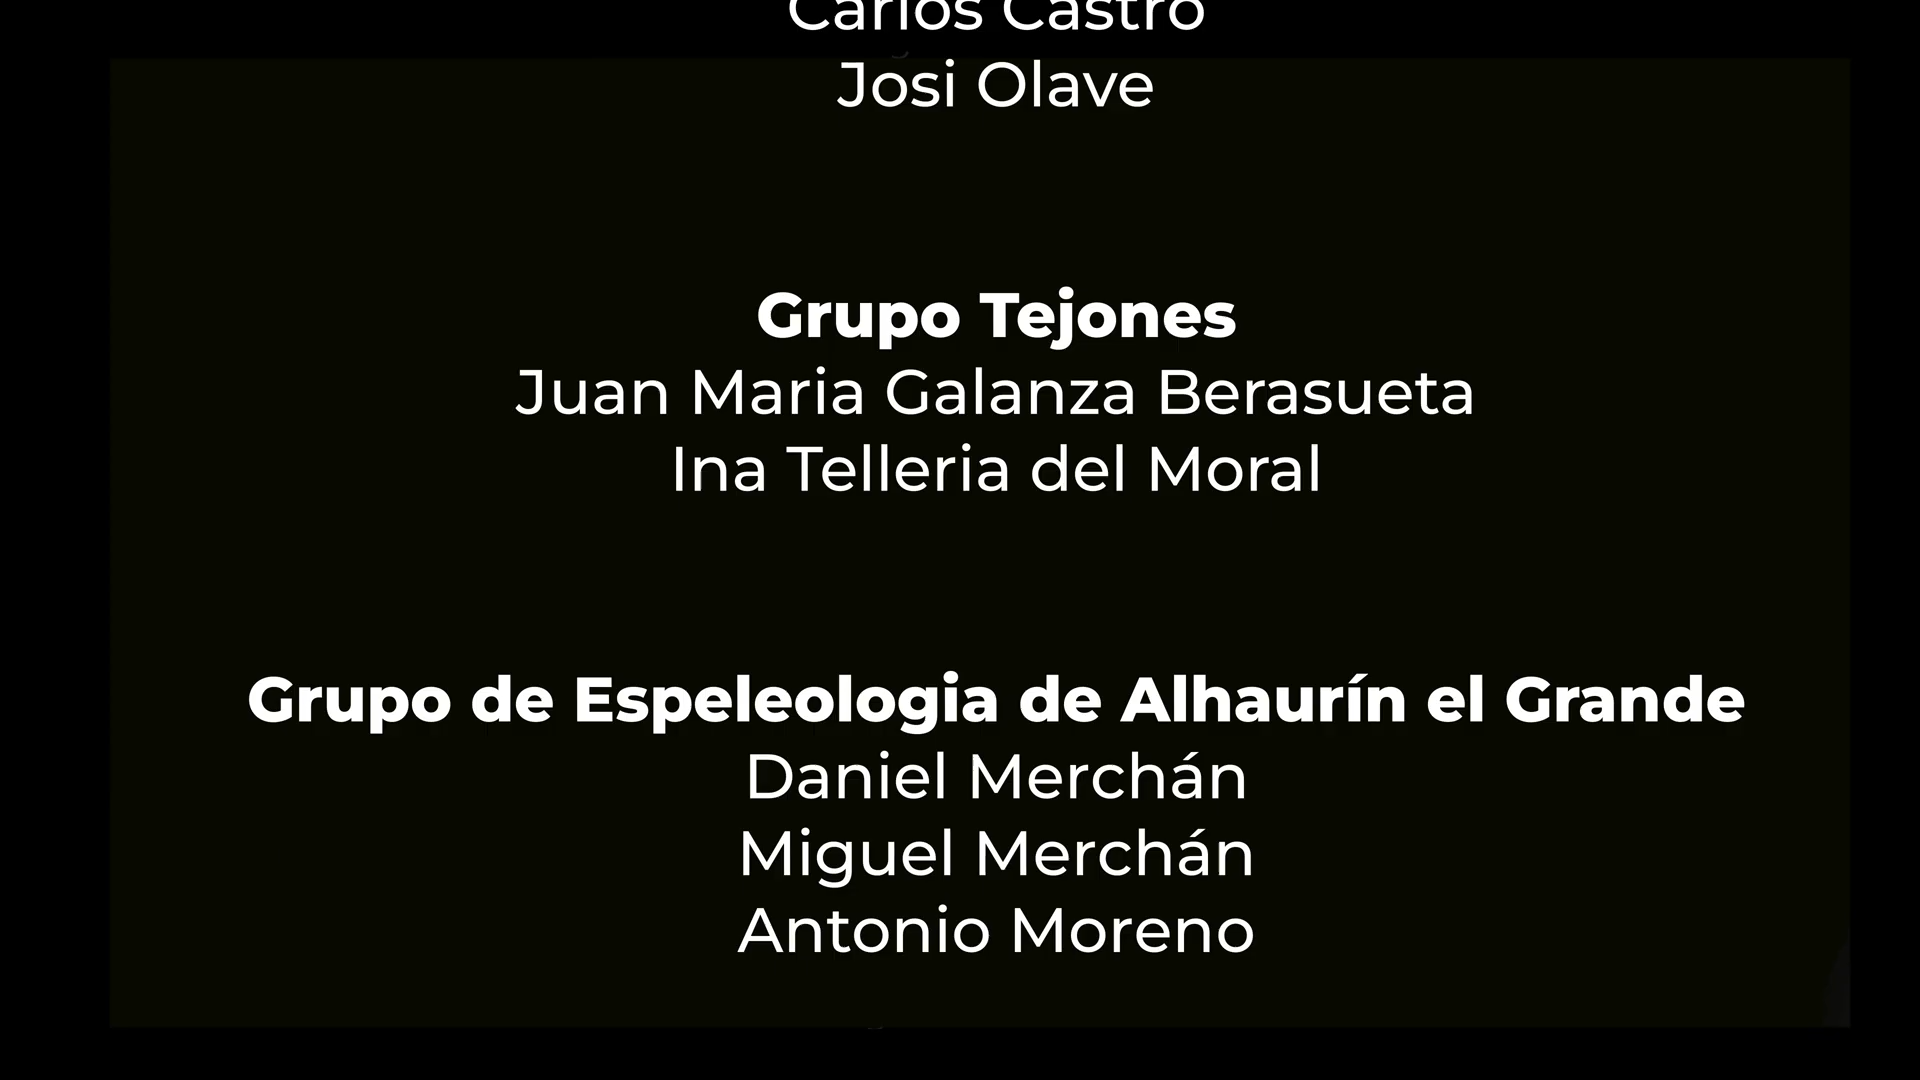 Carlos Castro
Josi Olave
Grupo Tejones
Juan Maria Galanza Berasueta
Ina Telleria del Moral
Grupo de Espeleologia de Alhaurín el Grande
Daniel Merchán
Miguel Merchán
Antonio Moreno